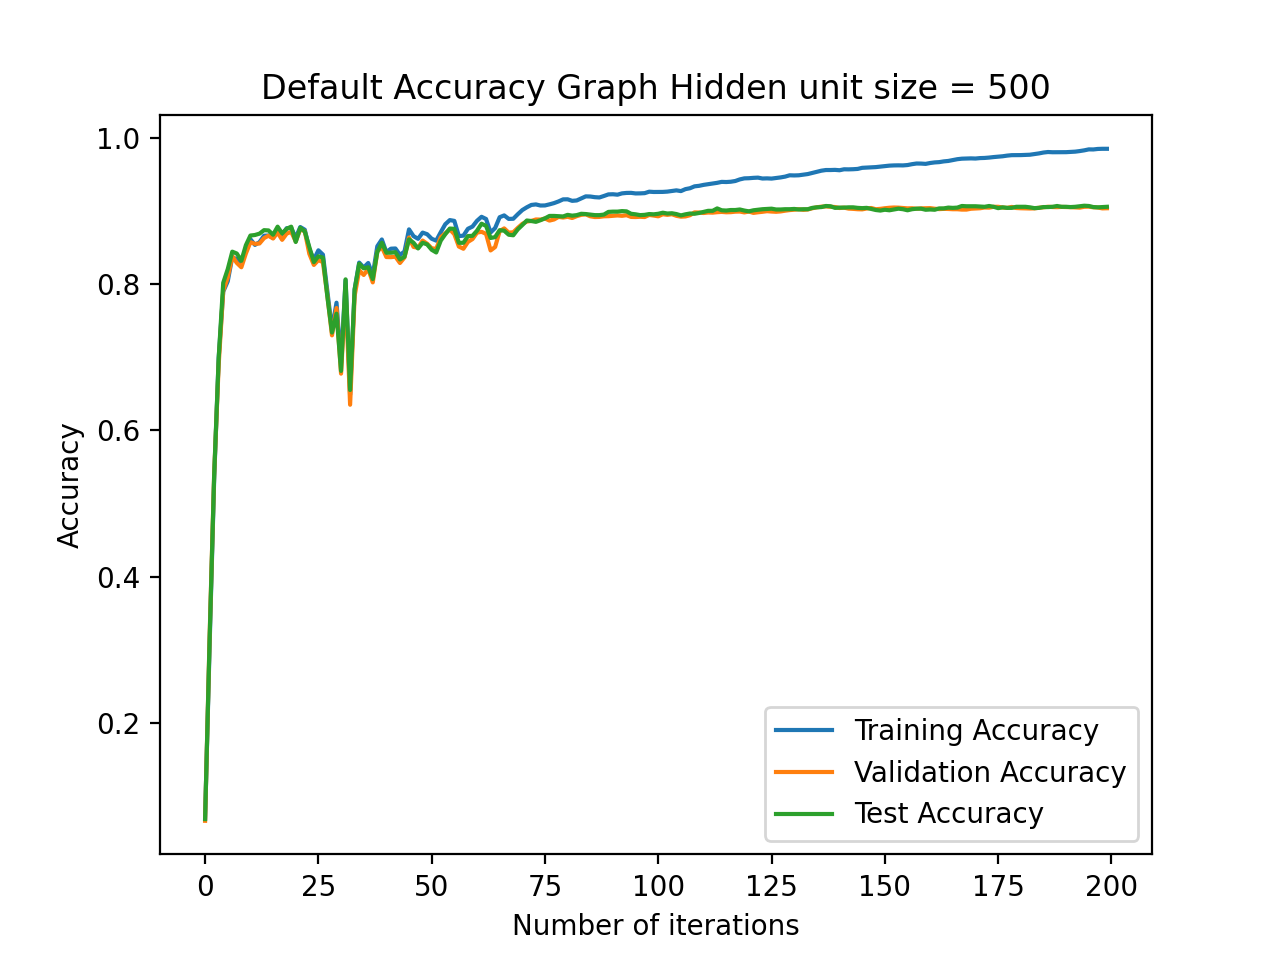 Default Accuracy Graph Hidden unit size = 500
1.0
0.8
0.6
0.4
0.2
Accuracy
Training Accuracy
Validation Accuracy
Test Accuracy
0 25 50 75 100 125 150 175 200
Number of iterations